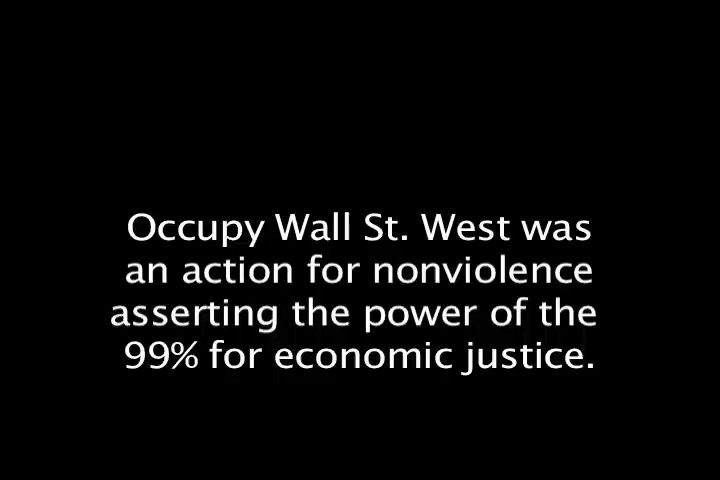 Occupy Wall St. West was
an action for nonviolence
asserting the power of the
99% for economic justice.